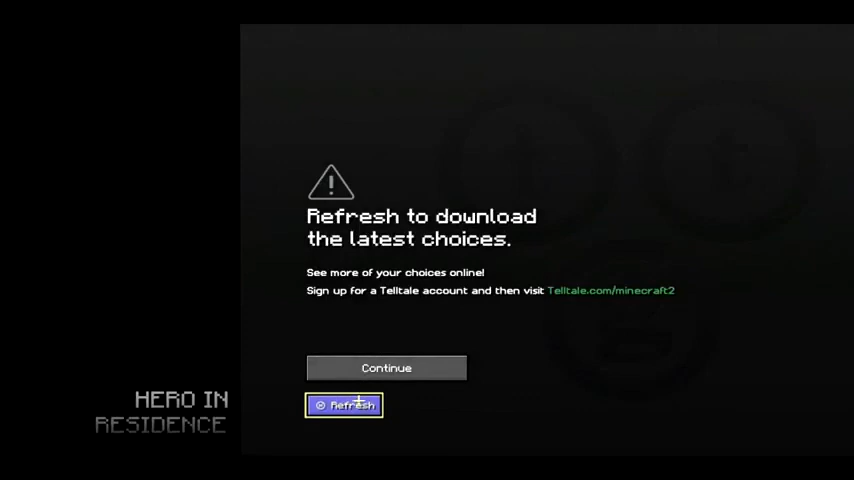 Refresh to download
the latest choices.
See more of your choices online!
Sign up for a Telltale account and then visit Telltale.com/minecraft2
Continue
Refresh
HERO IN
RESIDENCE